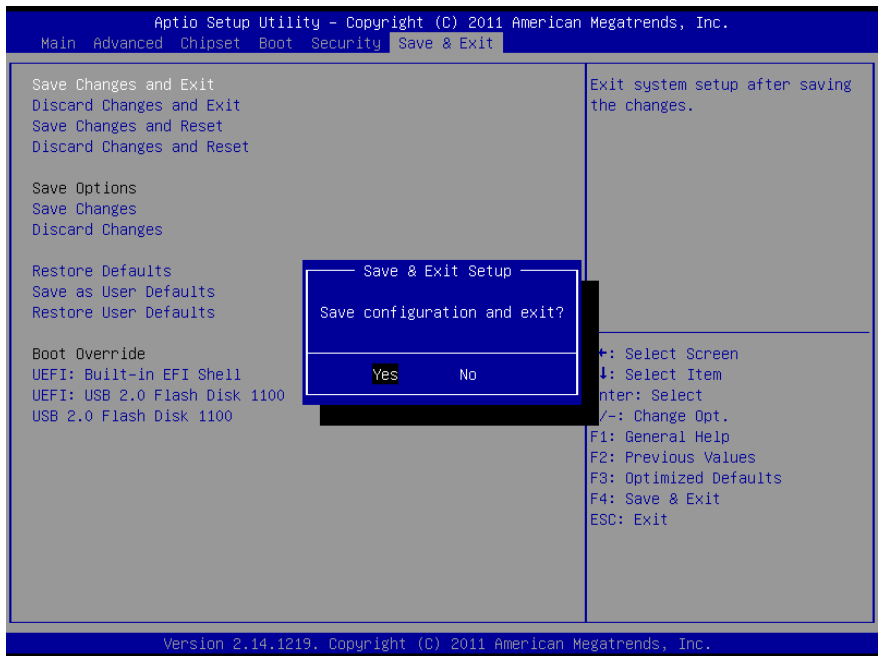 Aptio Setup Utility – Copyright (C) 2011 American Megatrends, Inc.
Main Advanced Chipset Boot Security Save & Exit
Save Changes and Exit
Discard Changes and Exit
Save Changes and Reset
Discard Changes and Reset
Save Options
Save Changes
Discard Changes
Restore Defaults
Save as User Defaults
Restore User Defaults
Boot Override
UEFI: Built-in EFI Shell
UEFI: USB 2.0 Flash Disk 1100
USB 2.0 Flash Disk 1100
Save & Exit Setup
Save configuration and exit?
Yes No
Exit system setup after saving
the changes.
: Select Screen
: Select Item
nter: Select
/-: Change Opt.
F1: General Help
F2: Previous Values
F3: Optimized Defaults
F4: Save & Exit
ESC: Exit
Version 2.14.1219. Copyright (C) 2011 American Megatrends, Inc.